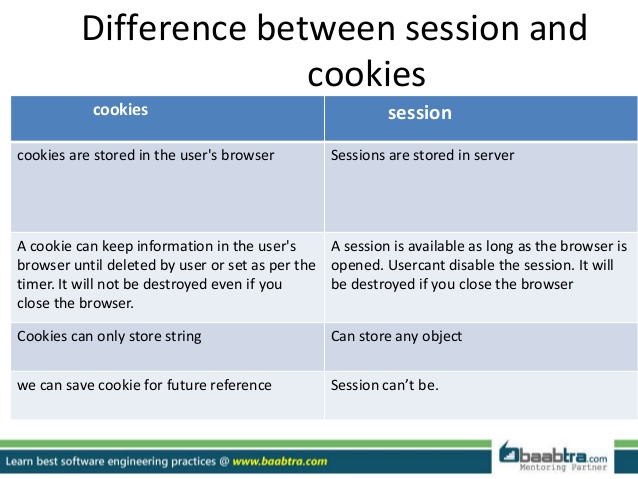 Difference between session and
cookies
cookies
session
cookies are stored in the user's browser
Sessions are stored in server
A cookie can keep information in the user's
browser until deleted by user or set as per the
timer. It will not be destroyed even if you
close the browser.
A session is available as long as the browser is
opened. Usercant disable the session. It will
be destroyed if you close the browser
Cookies can only store string
Can store any object
we can save cookie for future reference
Session can’t be.
Learn best software engineering practices @ www.baabtra.com
baabtra.com
Mentoring Partner